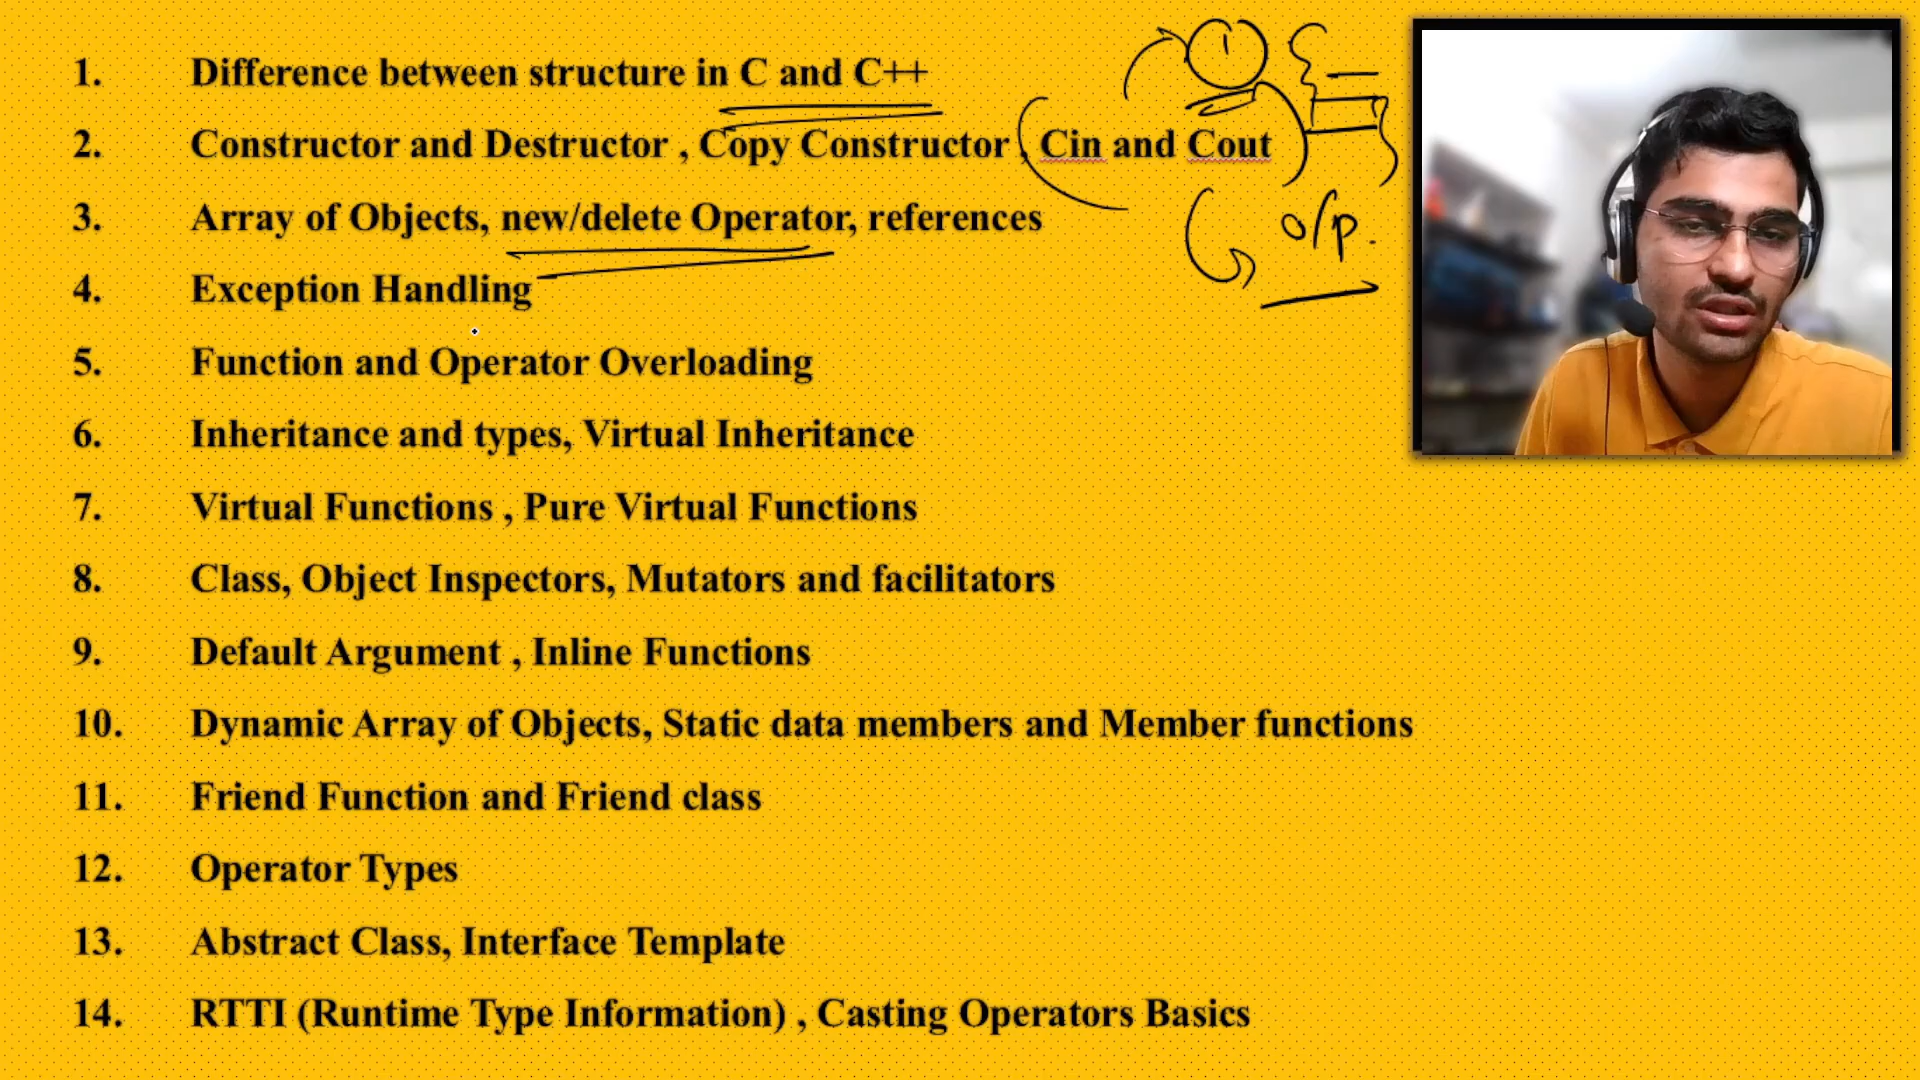 1. Difference between structure in C and C++
2. Constructor and Destructor , Copy Constructor , Cin and Cout
3. Array of Objects, new/delete Operator, references
o/p.
4. Exception Handling
5. Function and Operator Overloading
6. Inheritance and types, Virtual Inheritance
7. Virtual Functions , Pure Virtual Functions
8. Class, Object Inspectors, Mutators and facilitators
9. Default Argument , Inline Functions
10. Dynamic Array of Objects, Static data members and Member functions
11. Friend Function and Friend class
12. Operator Types
13. Abstract Class, Interface Template
14. RTTI (Runtime Type Information) , Casting Operators Basics